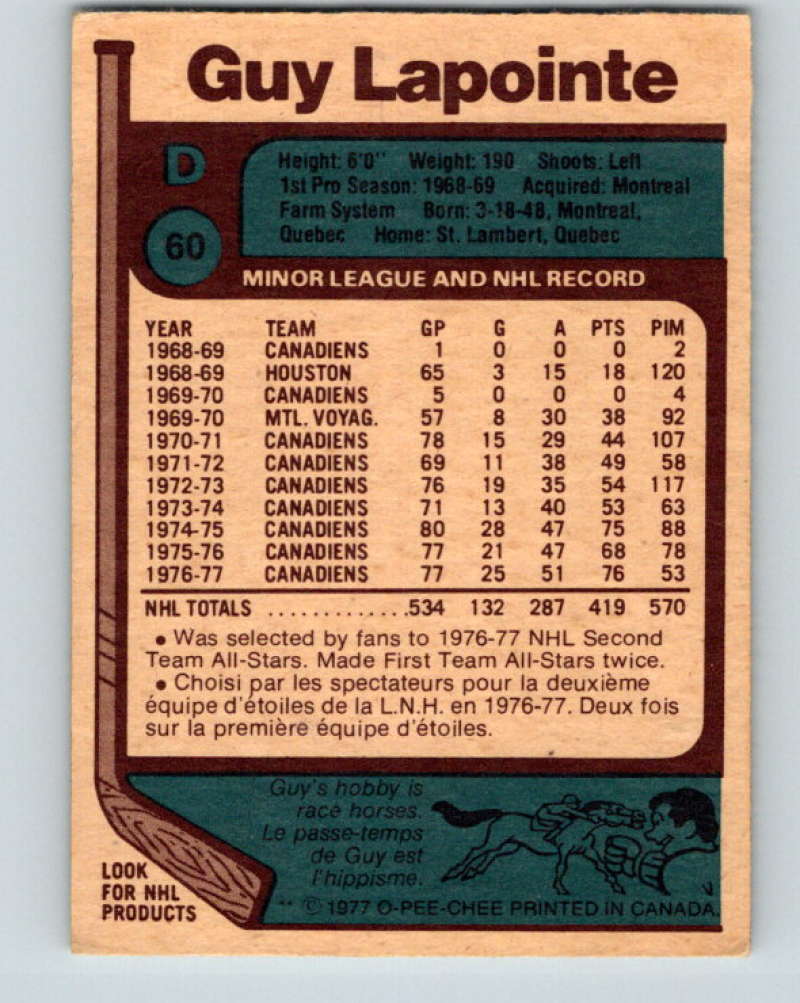 Guy Lapointe
D
60
Height: 6'0" Weight: 190 Shoots: Left
1st Pro Season: 1968-69 Acquired: Montreal
Farm System Born: 3-18-48, Montreal,
Quebec Home: St. Lambert, Quebec
MINOR LEAGUE AND NHL RECORD
YEAR TEAM GP G A PTS PIM
1968-69 CANADIENS 1 0 0 0 2
1968-69 HOUSTON 65 3 15 18 120
1969-70 CANADIENS 5 0 0 0 4
1969-70 MTL. VOYAG. 57 8 30 38 92
1970-71 CANADIENS 78 15 29 44 107
1971-72 CANADIENS 69 11 38 49 58
1972-73 CANADIENS 76 19 35 54 117
1973-74 CANADIENS 71 13 40 53 63
1974-75 CANADIENS 80 28 47 75 88
1975-76 CANADIENS 77 21 47 68 78
1976-77 CANADIENS 77 25 51 76 53
NHL TOTALS .............534 132 287 419 570
• Was selected by fans to 1976-77 NHL Second
Team All-Stars. Made First Team All-Stars twice.
• Choisi par les spectateurs pour la deuxième
équipe d'étoiles de la L.N.H. en 1976-77. Deux fois
sur la première équipe d'étoiles.
Guy's hobby is
race horses.
Le passe-temps
de Guy est
l'hippisme.
LOOK
FOR NHL
PRODUCTS
** © 1977 O-PEE-CHEE PRINTED IN CANADA.